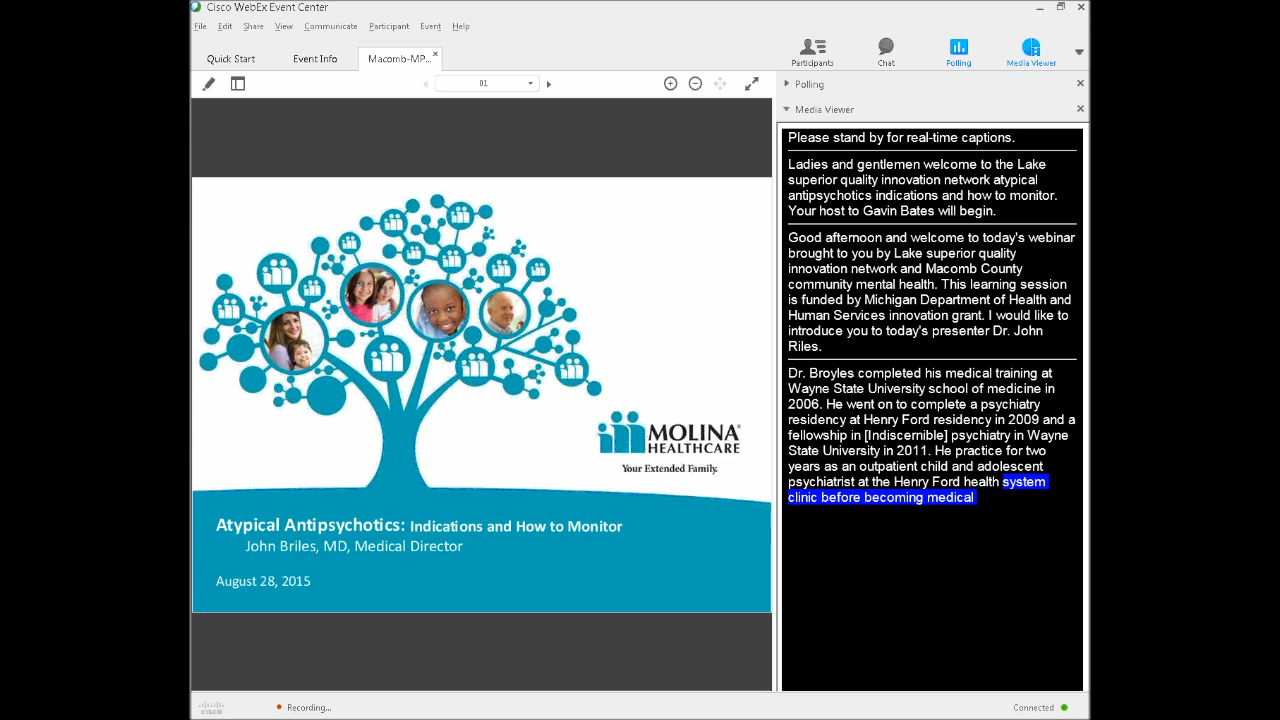 Cisco WebEx Event Center
File Edit Share View Communicate Participant Event Help
Quick Start Event Info Macomb-MP...
Participants Chat Polling Media Viewer
01
Polling
Media Viewer
Please stand by for real-time captions.
Ladies and gentlemen welcome to the Lake
superior quality innovation network atypical
antipsychotics indications and how to monitor.
Your host to Gavin Bates will begin.
Good afternoon and welcome to today's webinar
brought to you by Lake superior quality
innovation network and Macomb County
community mental health. This learning session
is funded by Michigan Department of Health and
Human Services innovation grant. I would like to
introduce you to today's presenter Dr. John
Riles.
Dr. Broyles completed his medical training at
Wayne State University school of medicine in
2006. He went on to complete a psychiatry
residency at Henry Ford residency in 2009 and a
fellowship in [Indiscernible] psychiatry in Wayne
State University in 2011. He practice for two
years as an outpatient child and adolescent
psychiatrist at the Henry Ford health system
clinic before becoming medical
MOLINA®
HEALTHCARE
Your Extended Family.
Atypical Antipsychotics: Indications and How to Monitor
John Briles, MD, Medical Director
August 28, 2015
cisco
Recording...
Connected